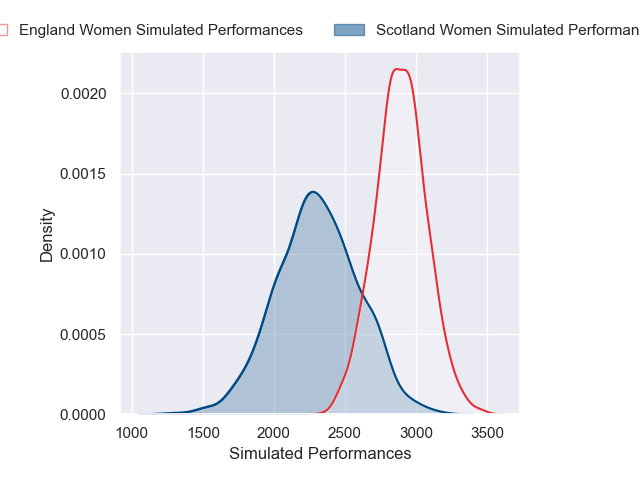 England Women Simulated Performances
Scotland Women Simulated
0.0020
0.0015
0.0010
0.0005
0.0000
Density
1000 1500 2000 2500 3000 3500
Simulated Performances